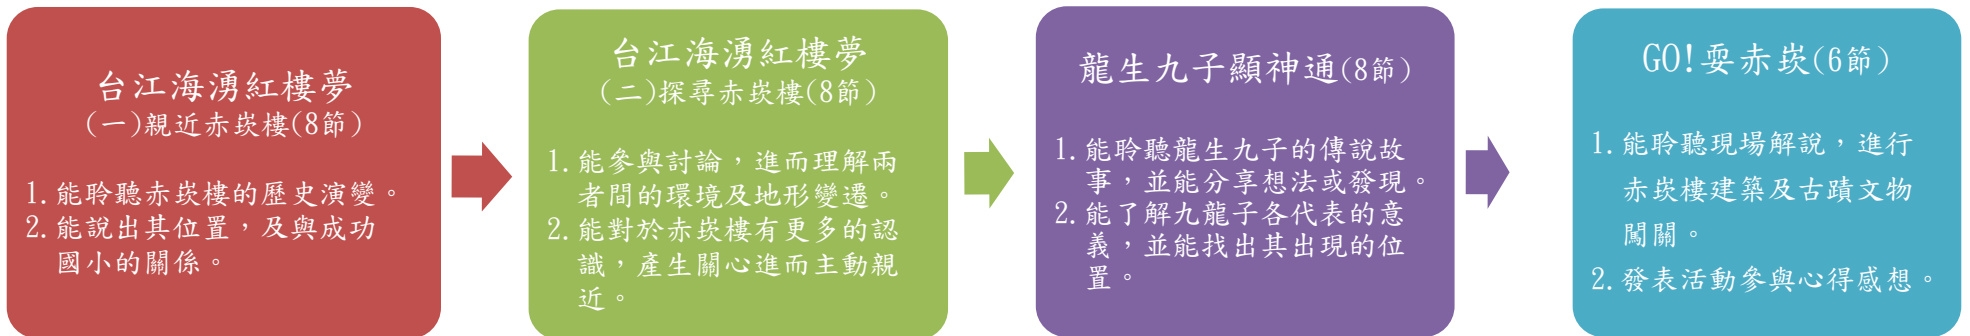 台江海湧紅樓夢
(一)親近赤崁樓(8節)
1.能聆聽赤崁樓的歷史演變。
2.能說出其位置，及與成功
國小的關係。
台江海湧紅樓夢
(二)探尋赤崁樓(8節)
1.能參與討論，進而理解兩
者間的環境及地形變遷。
2.能對於赤崁樓有更多的認
識，產生關心進而主動親
近。
龍生九子顯神通(8節)
1.能聆聽龍生九子的傳說故
事，並能分享想法或發現。
2.能了解九龍子各代表的意
義，並能找出其出現的位
置。
GO!耍赤崁(6節)
1.能聆聽現場解說，進行
赤崁樓建築及古蹟文物
闖關。
2.發表活動參與心得感想。